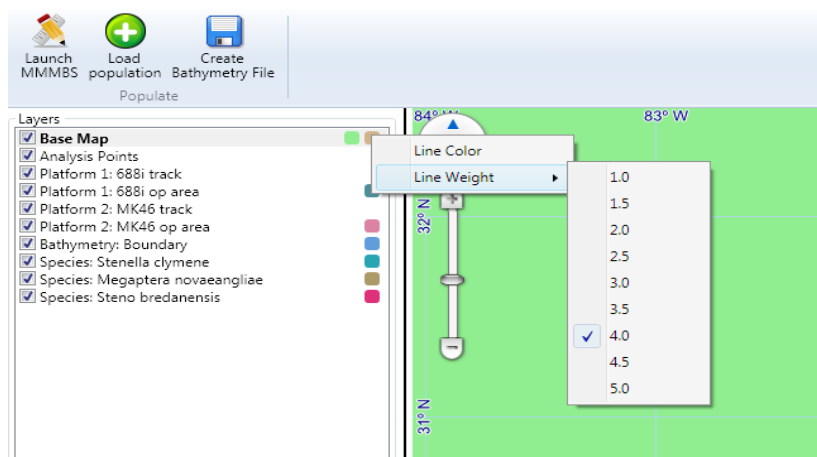 Launch MMMBS
Load population
Create Bathymetry File
Populate
Layers
Base Map
Analysis Points
Platform 1: 688i track
Platform 1: 688i op area
Platform 2: MK46 track
Platform 2: MK46 op area
Bathymetry: Boundary
Species: Stenella clymene
Species: Megaptera novaeangliae
Species: Steno bredanensis
84°
83° W
Line Color
Line Weight
1.0
1.5
2.0
2.5
3.0
3.5
4.0
4.5
5.0
32° N
31° N